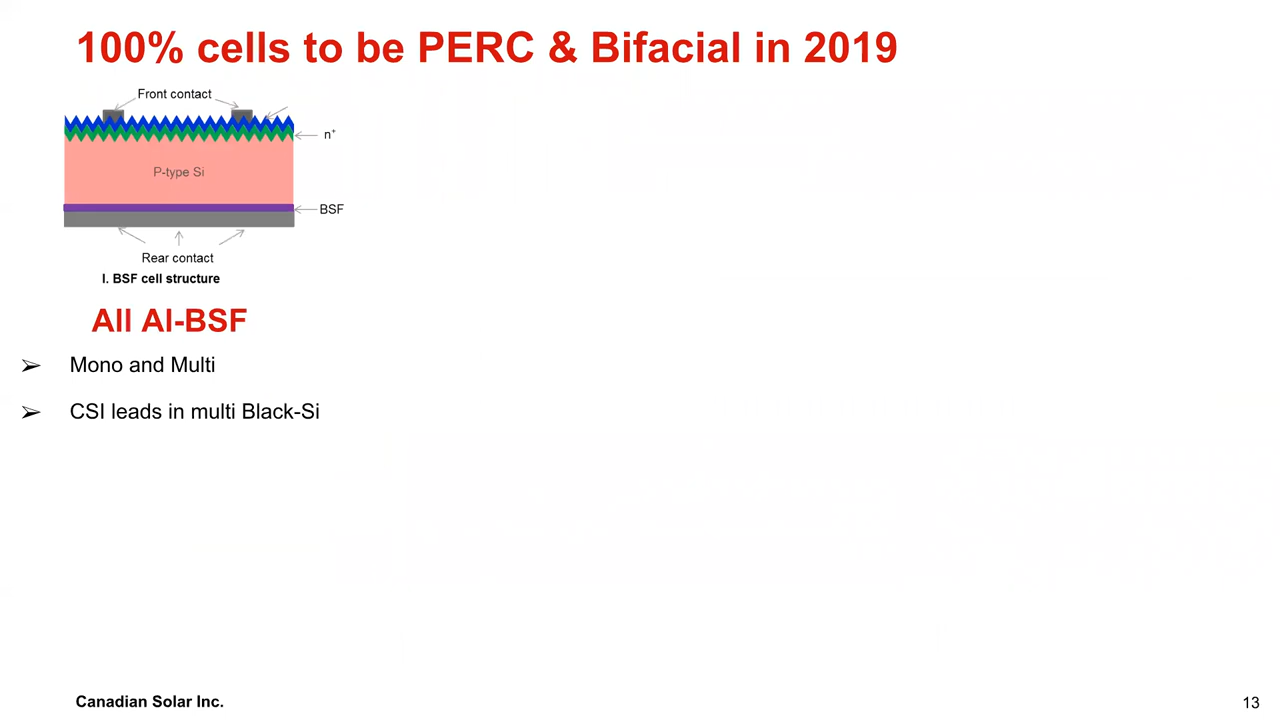 100% cells to be PERC & Bifacial in 2019
Front contact
n⁺
P-type Si
BSF
Rear contact
I. BSF cell structure
All Al-BSF
➢ Mono and Multi
➢ CSI leads in multi Black-Si
Canadian Solar Inc.
13